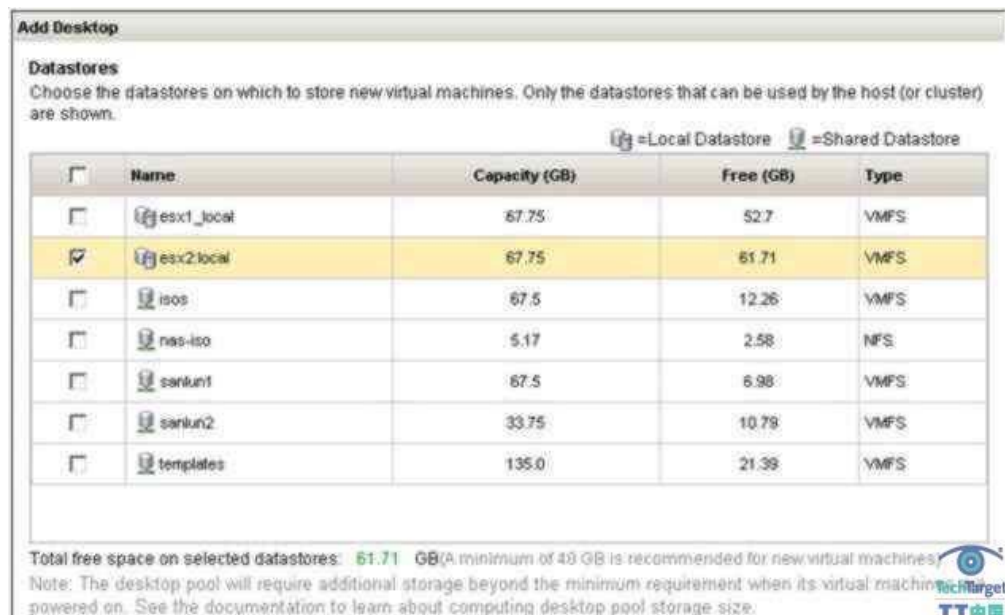 Add Desktop
Datastores
Choose the datastores on which to store new virtual machines. Only the datastores that can be used by the host (or cluster)
are shown.
=Local Datastore =Shared Datastore
Name Capacity (GB) Free (GB) Type
esx1_local 67.75 52.7 VMFS
esx2:local 67.75 61.71 VMFS
isos 67.5 12.26 VMFS
nas-iso 5.17 2.58 NFS
sanlun1 67.5 6.98 VMFS
sanlun2 33.75 10.79 VMFS
templates 135.0 21.39 VMFS
Total free space on selected datastores: 61.71 GB(A minimum of 40 GB is recommended for new virtual machines)
Note: The desktop pool will require additional storage beyond the minimum requirement when its virtual
powered on. See the documentation to learn about computing desktop pool storage size.
TechTarget